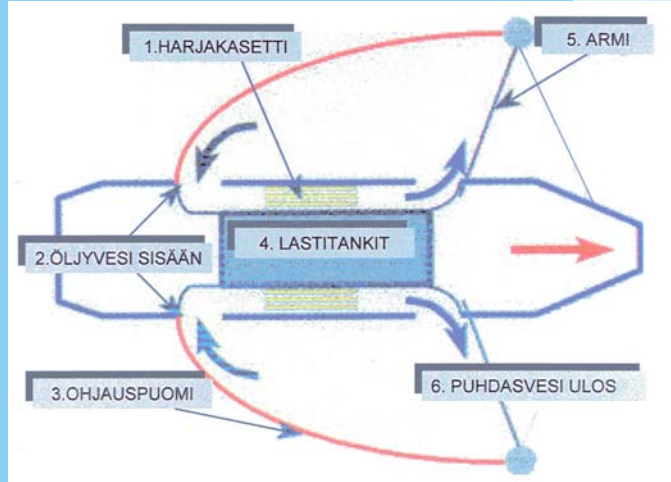 1.HARJAKASETTI
5. ARMI
2.ÖLJYVESI SISÄÄN
4. LASTITANKIT
3.OHJAUSPUOMI
6. PUHDASVESI ULOS